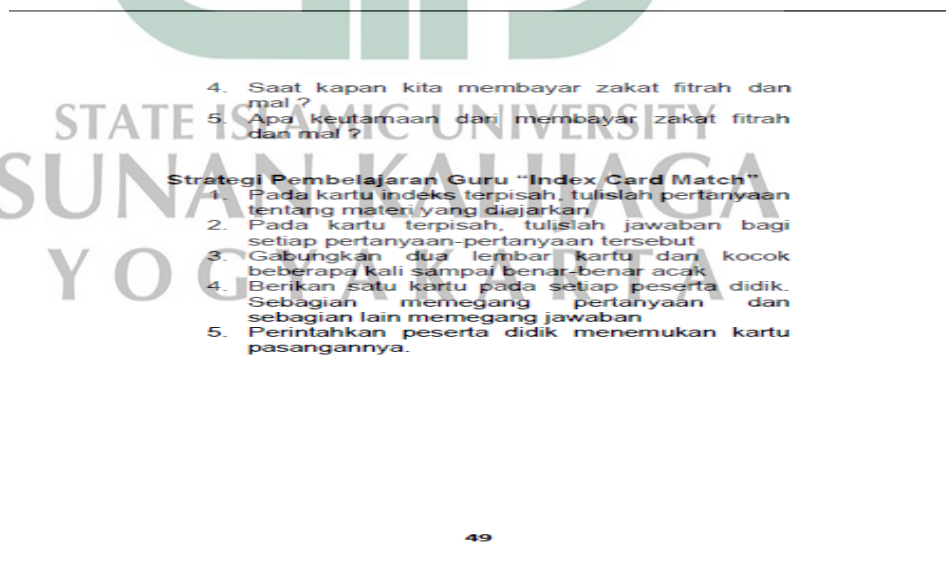 4. Saat kapan kita membayar zakat fitrah dan
mal ?
5. Apa keutamaan dari membayar zakat fitrah
dan mal ?
STATE ISLAMIC UNIVERSITY
SUNAN KALIJAGA
YOGYAKARTA
Strategi Pembelajaran Guru “Index Card Match”
1. Pada kartu indeks terpisah, tulislah pertanyaan
tentang materi yang diajarkan
2. Pada kartu terpisah, tulislah jawaban bagi
setiap pertanyaan-pertanyaan tersebut
3. Gabungkan dua lembar kartu dan kocok
beberapa kali sampai benar-benar acak
4. Berikan satu kartu pada setiap peserta didik.
Sebagian memegang pertanyaan dan
sebagian lain memegang jawaban
5. Perintahkan peserta didik menemukan kartu
pasangannya.
49